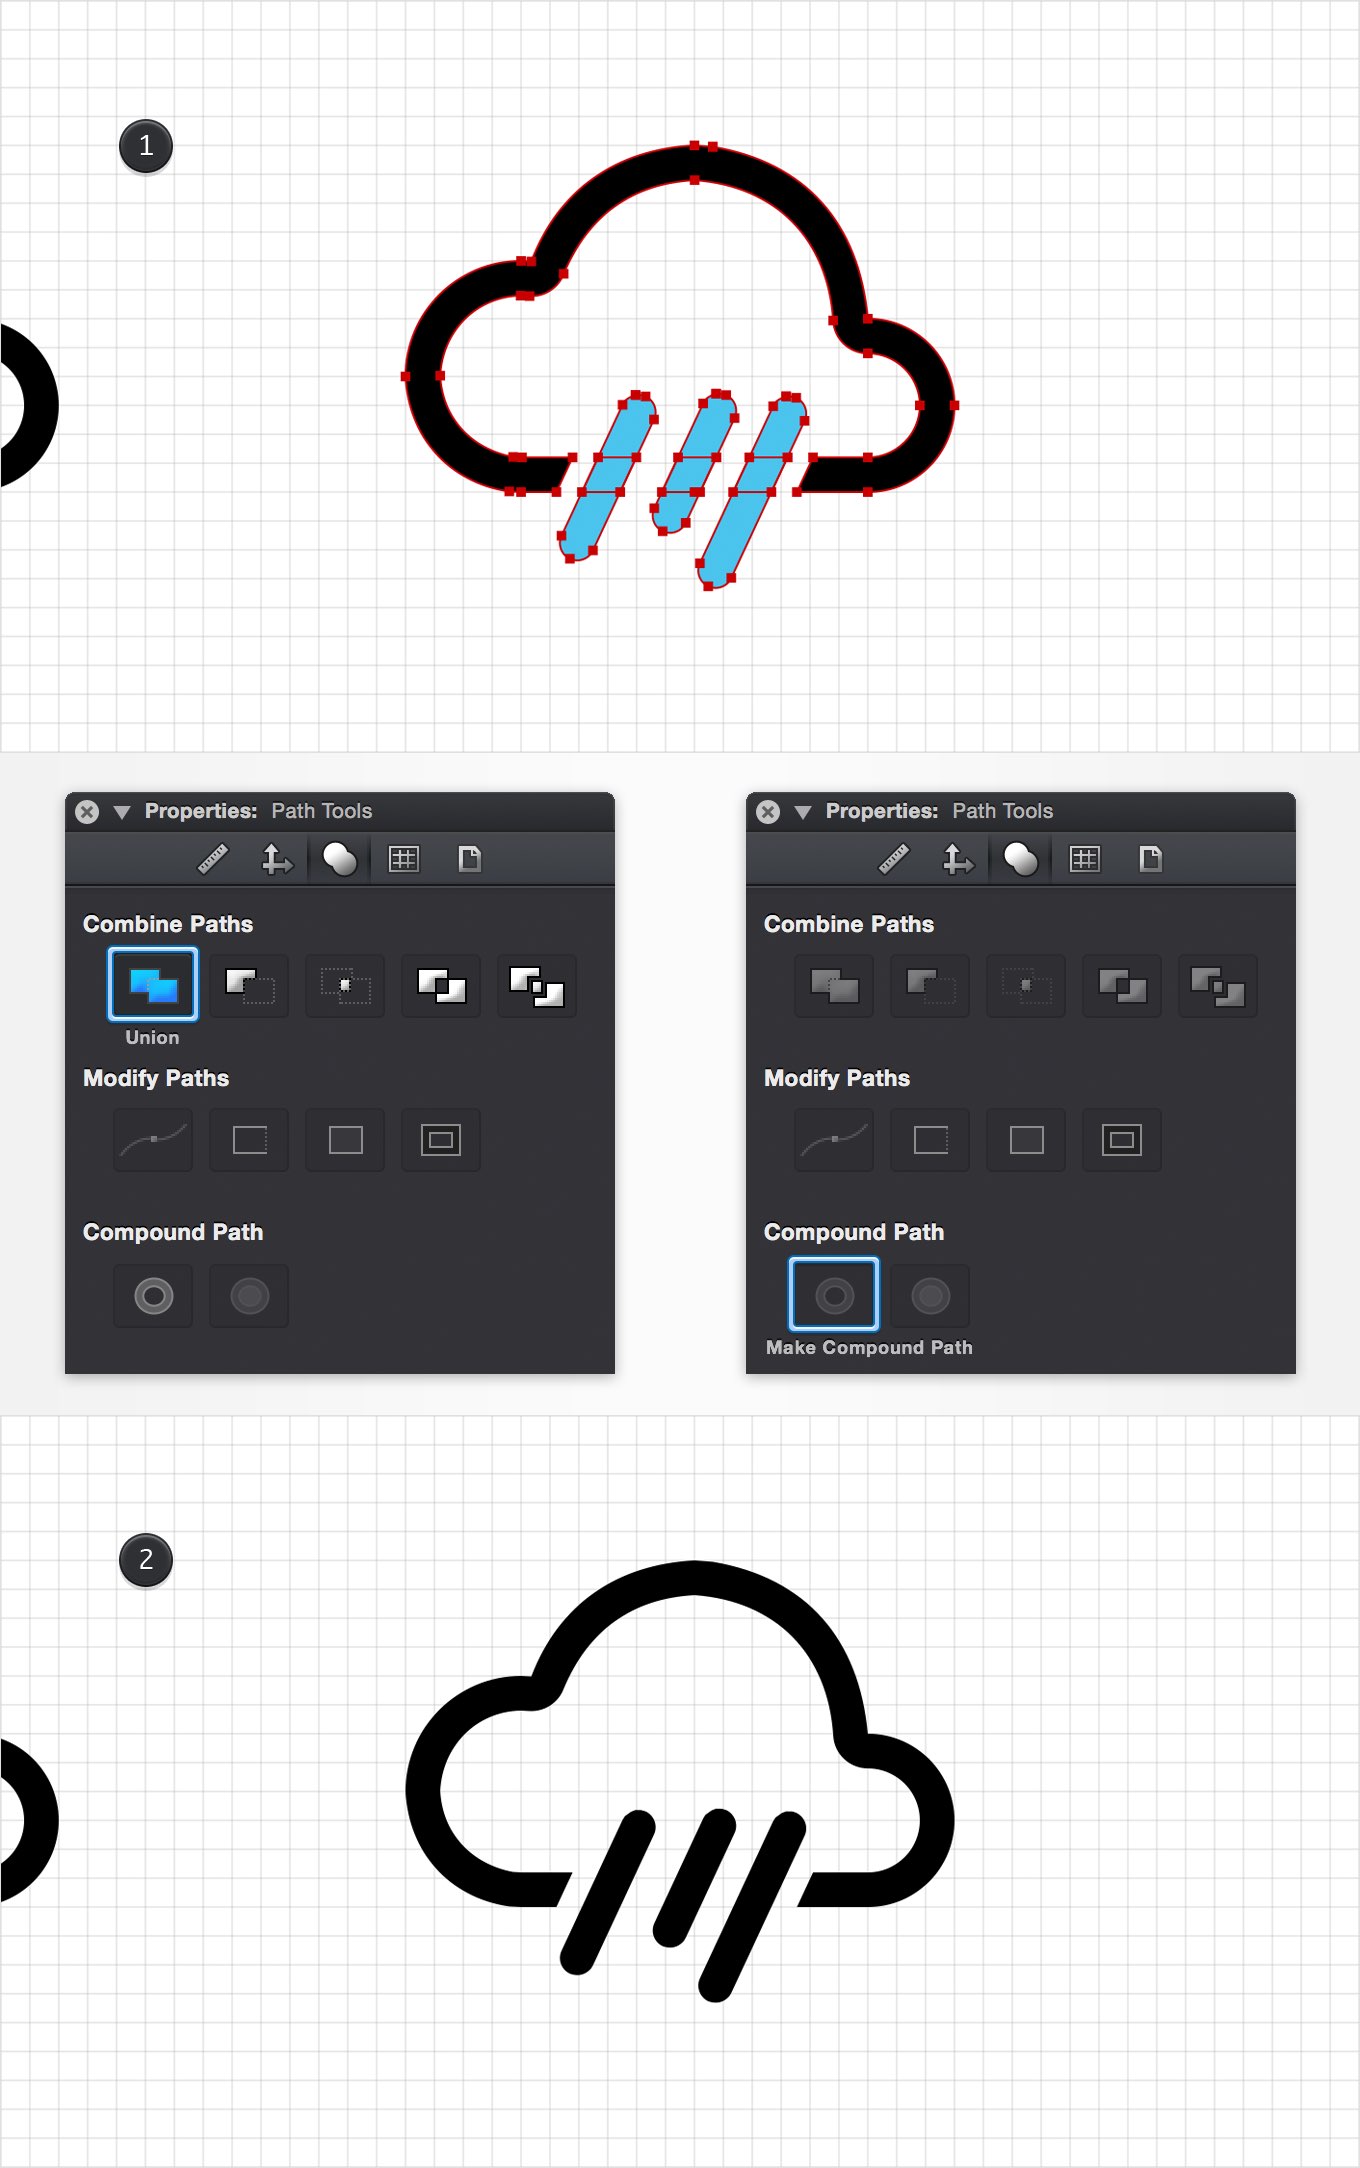 1
Properties: Path Tools
Combine Paths
Union
Modify Paths
Compound Path
Properties: Path Tools
Combine Paths
Modify Paths
Compound Path
Make Compound Path
2